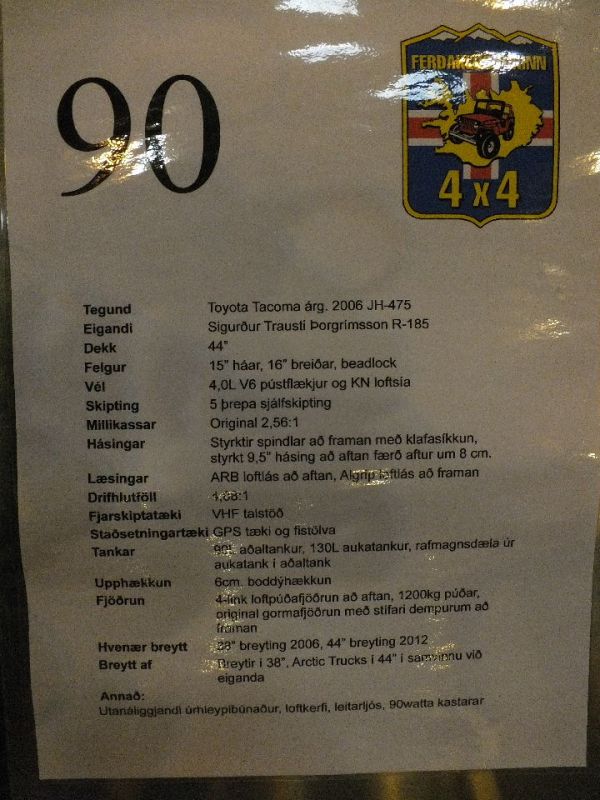 90
4x4
Tegund Toyota Tacoma árg. 2006 JH-475
Eigandi Sigurður Trausti Þorgrímsson R-185
Dekk 44"
Felgur 15" háar, 16" breiðar, beadlock
Vél 4,0L V6 pústflækjur og KN loftsía
Skipting 5 þrepa sjálfskipting
Millikassar Original 2,56:1
Hásingar Styrktir spindlar að framan með klafasíkkun,
styrkt 9,5" hásing að aftan færð aftur um 8 cm.
Læsingar ARB loftlás að aftan, Algrip loftlás að framan
Drifhlutföll 4,88:1
Fjarskiptatæki VHF talstöð
Staðsetningartæki GPS tæki og fistölva
Tankar 90L aðaltankur, 130L aukatankur, rafmagnsdæla úr
aukatank í aðaltank
Upphækkun 6cm. boddýhækkun
Fjöðrun 4-link loftpúðafjöðrun að aftan, 1200kg púðar,
original gormafjöðrun með stífari dempurum að
framan
Hvenær breytt 38" breyting 2006, 44" breyting 2012
Breytt af Breytir í 38", Arctic Trucks í 44" í samvinnu við
eiganda
Annað:
Utanáliggjandi úrhleypibúnaður, loftkerfi, leitarljós, 90watta kastarar